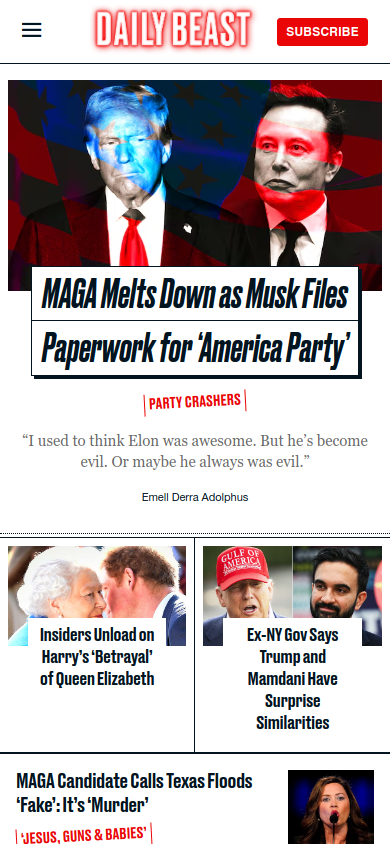 DAILY BEAST
SUBSCRIBE
MAGA Melts Down as Musk Files
Paperwork for ‘America Party’
PARTY CRASHERS
“I used to think Elon was awesome. But he’s become
evil. Or maybe he always was evil.”
Emell Derra Adolphus
GULF OF
AMERICA
Insiders Unload on
Harry’s ‘Betrayal’
of Queen Elizabeth
Ex-NY Gov Says
Trump and
Mamdani Have
Surprise
Similarities
MAGA Candidate Calls Texas Floods
‘Fake’: It’s ‘Murder’
‘JESUS, GUNS & BABIES’